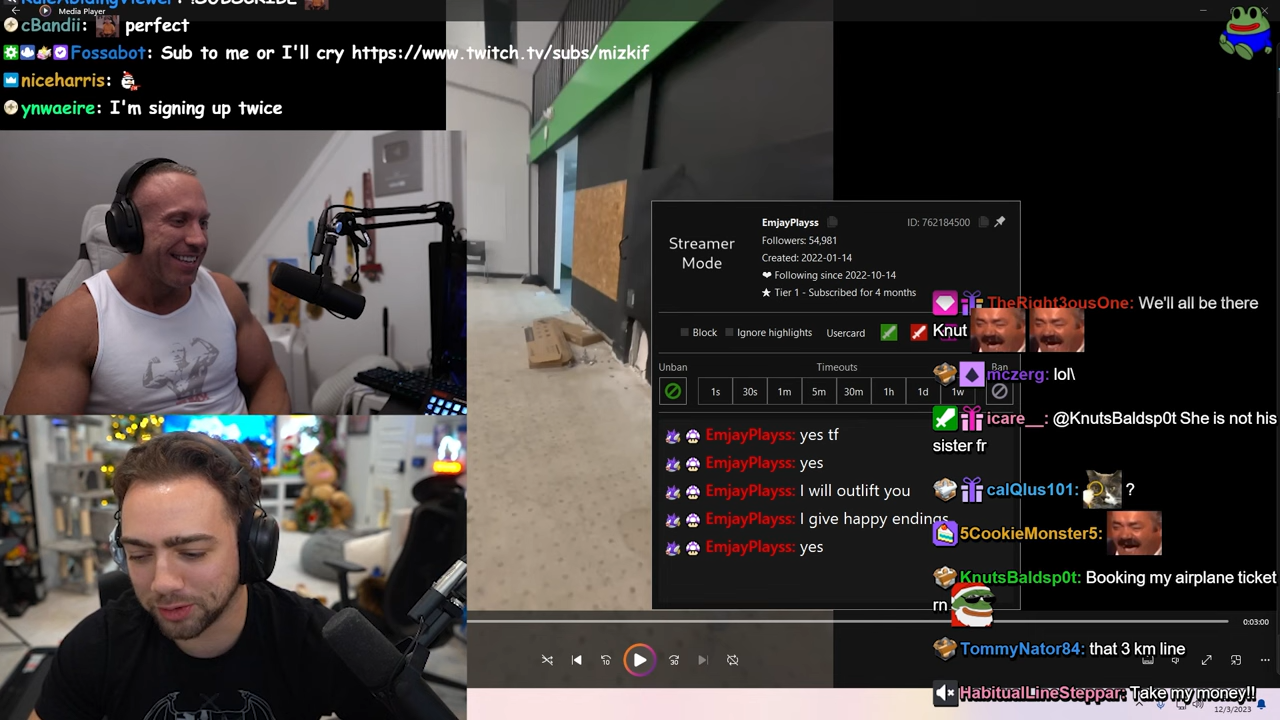 Media Player
cBandii: perfect
Fossabot: Sub to me or I'll cry https://www.twitch.tv/subs/mizkif
niceharris:
ynwaeire: I'm signing up twice
Streamer Mode
EmjayPlayss
ID: 762184500
Followers: 54,981
Created: 2022-01-14
Following since 2022-10-14
Tier 1 - Subscribed for 4 months
Block
Ignore highlights
Usercard
Unban
Timeouts
Ban
1s 30s 1m 5m 30m 1h 1d 1w
EmjayPlayss: yes tf
EmjayPlayss: yes
EmjayPlayss: I will outlift you
EmjayPlayss: I give happy endings
EmjayPlayss: yes
TheRight3ousOne: We'll all be there
Knut
mczerg: lol\
icare__: @KnutsBaldsp0t She is not his
sister fr
calQlus101: ?
5CookieMonster5:
KnutsBaldsp0t: Booking my airplane ticket
rn
TommyNator84: that 3 km line
HabitualLineSteppar: Take my money!!
0:03:00
10
30
12/3/2023